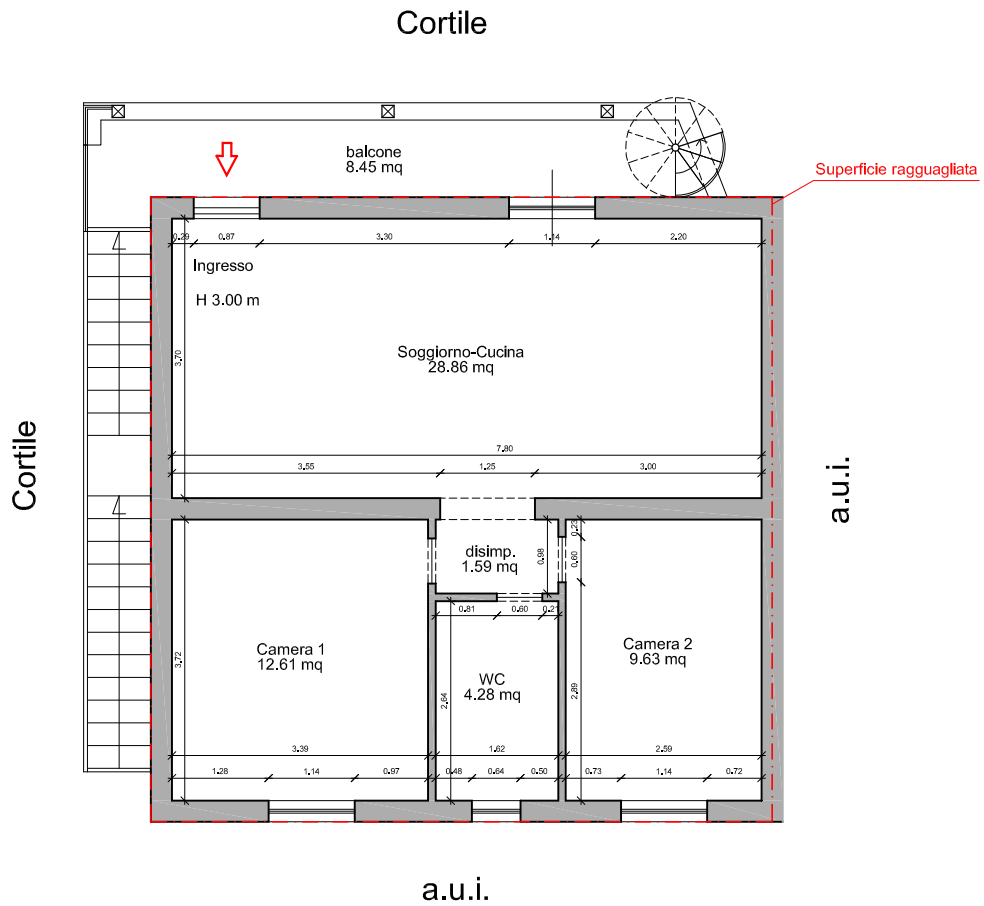 Cortile
balcone
8.45 mq
Superficie ragguagliata
0.29
0.87
3.30
1.14
2.20
Ingresso
H 3.00 m
3.70
Soggiorno-Cucina
28.86 mq
Cortile
7.80
3.55
1.25
3.00
a.u.i.
disimp.
1.59 mq
0.98
0.23
0.60
0.81
0.60
0.21
3.72
Camera 1
12.61 mq
WC
4.28 mq
2.64
Camera 2
9.63 mq
2.89
3.39
1.62
2.59
1.28
1.14
0.97
0.48
0.64
0.50
0.73
1.14
0.72
a.u.i.